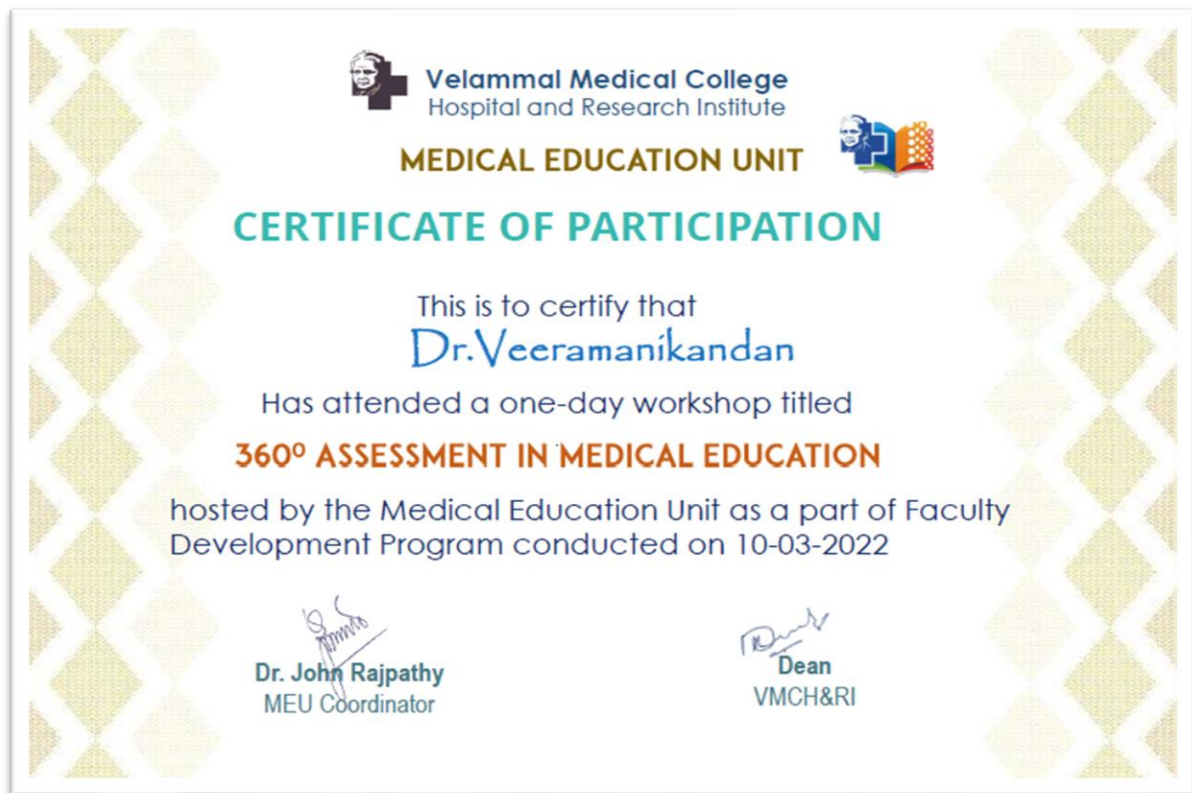 Velammal Medical College
Hospital and Research Institute
MEDICAL EDUCATION UNIT
CERTIFICATE OF PARTICIPATION
This is to certify that
Dr.Veeramanikandan
Has attended a one-day workshop titled
360⁰ ASSESSMENT IN MEDICAL EDUCATION
hosted by the Medical Education Unit as a part of Faculty
Development Program conducted on 10-03-2022
Dr. John Rajpathy
MEU Coordinator
Dean
VMCH&RI